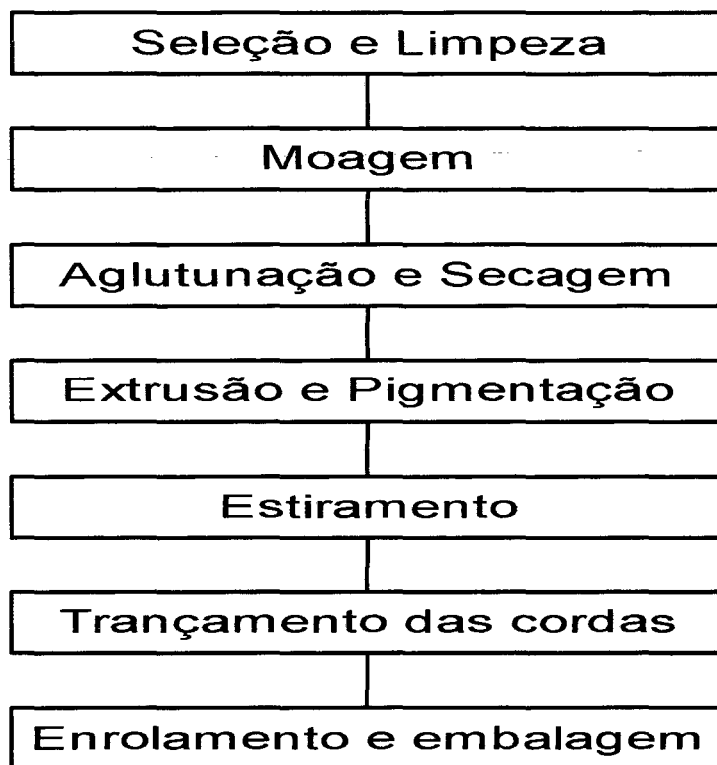 Seleção e Limpeza
Moagem
Aglutunação e Secagem
Extrusão e Pigmentação
Estiramento
Trançamento das cordas
Enrolamento e embalagem